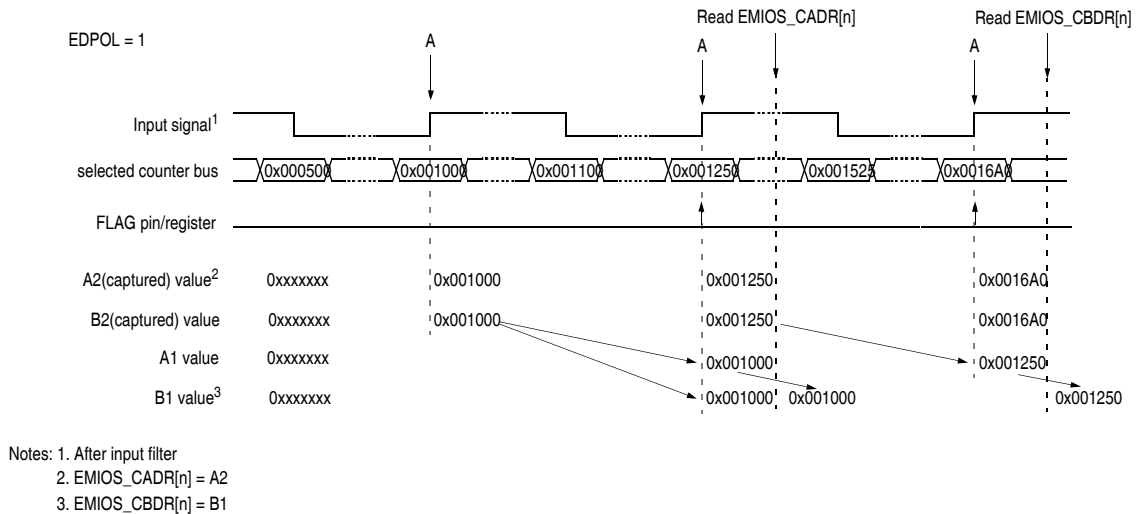 Read EMIOS_CADR[n] Read EMIOS_CBDR[n]
EDPOL = 1 A A A
Input signal1
selected counter bus 0x000500 0x001000 0x001100 0x001250 0x001525 0x0016A0
FLAG pin/register
A2(captured) value2 0xxxxxxx 0x001000 0x001250 0x0016A0
B2(captured) value 0xxxxxxx 0x001000 0x001250 0x0016A0
A1 value 0xxxxxxx 0x001000 0x001250
B1 value3 0xxxxxxx 0x001000 0x001000 0x001250
Notes: 1. After input filter
2. EMIOS_CADR[n] = A2
3. EMIOS_CBDR[n] = B1